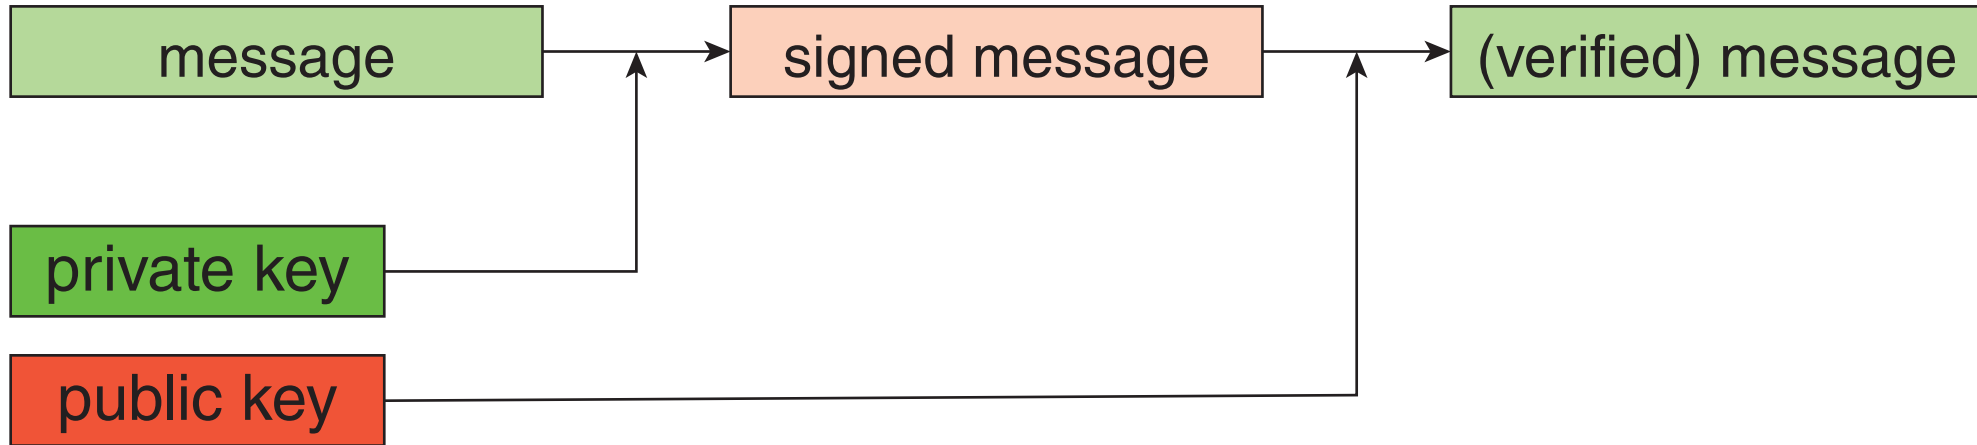 message
signed message
(verified) message
private key
public key